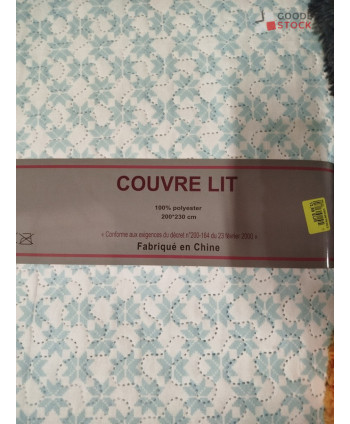 GOODS
STOCK
COUVRE LIT
100% polyester
200*230 cm
« Conforme aux exigences du décret n°200-164 du 23 février 2000 »
Fabriqué en Chine